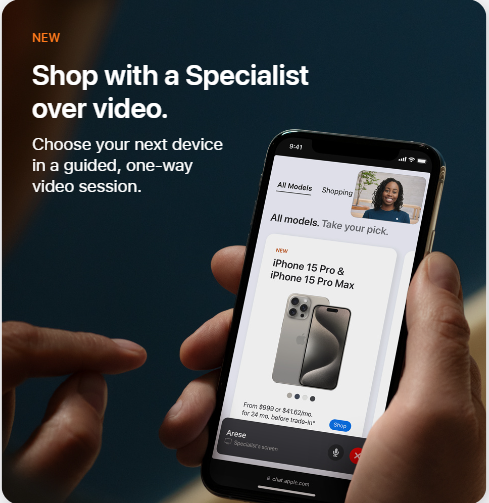 NEW
Shop with a Specialist
over video.
Choose your next device
in a guided, one-way
video session.
9:41
All Models Shopping
All models. Take your pick.
NEW
iPhone 15 Pro &
iPhone 15 Pro Max
From $999 or $41.62/mo.
for 24 mo. before trade-in*
Shop
Arese
Specialist's screen
chat.apple.com